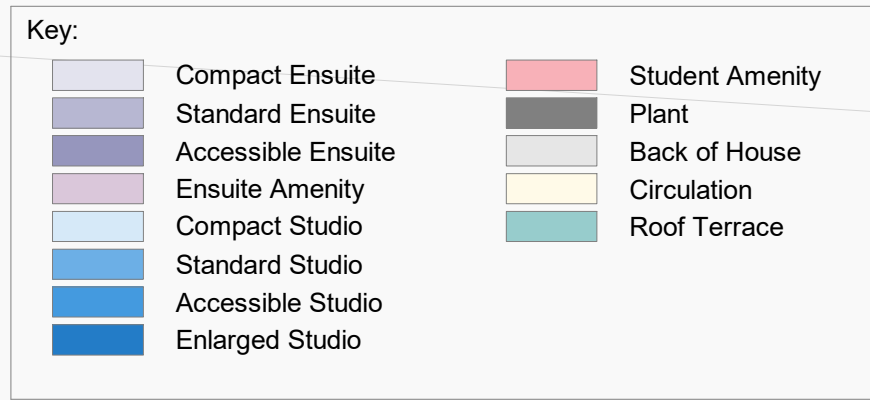 Key:
Compact Ensuite
Standard Ensuite
Accessible Ensuite
Ensuite Amenity
Compact Studio
Standard Studio
Accessible Studio
Enlarged Studio
Student Amenity
Plant
Back of House
Circulation
Roof Terrace